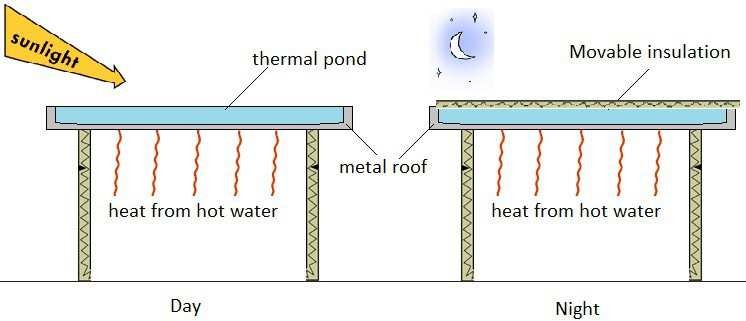 sunlight
thermal pond
Movable insulation
metal roof
heat from hot water
heat from hot water
Day
Night